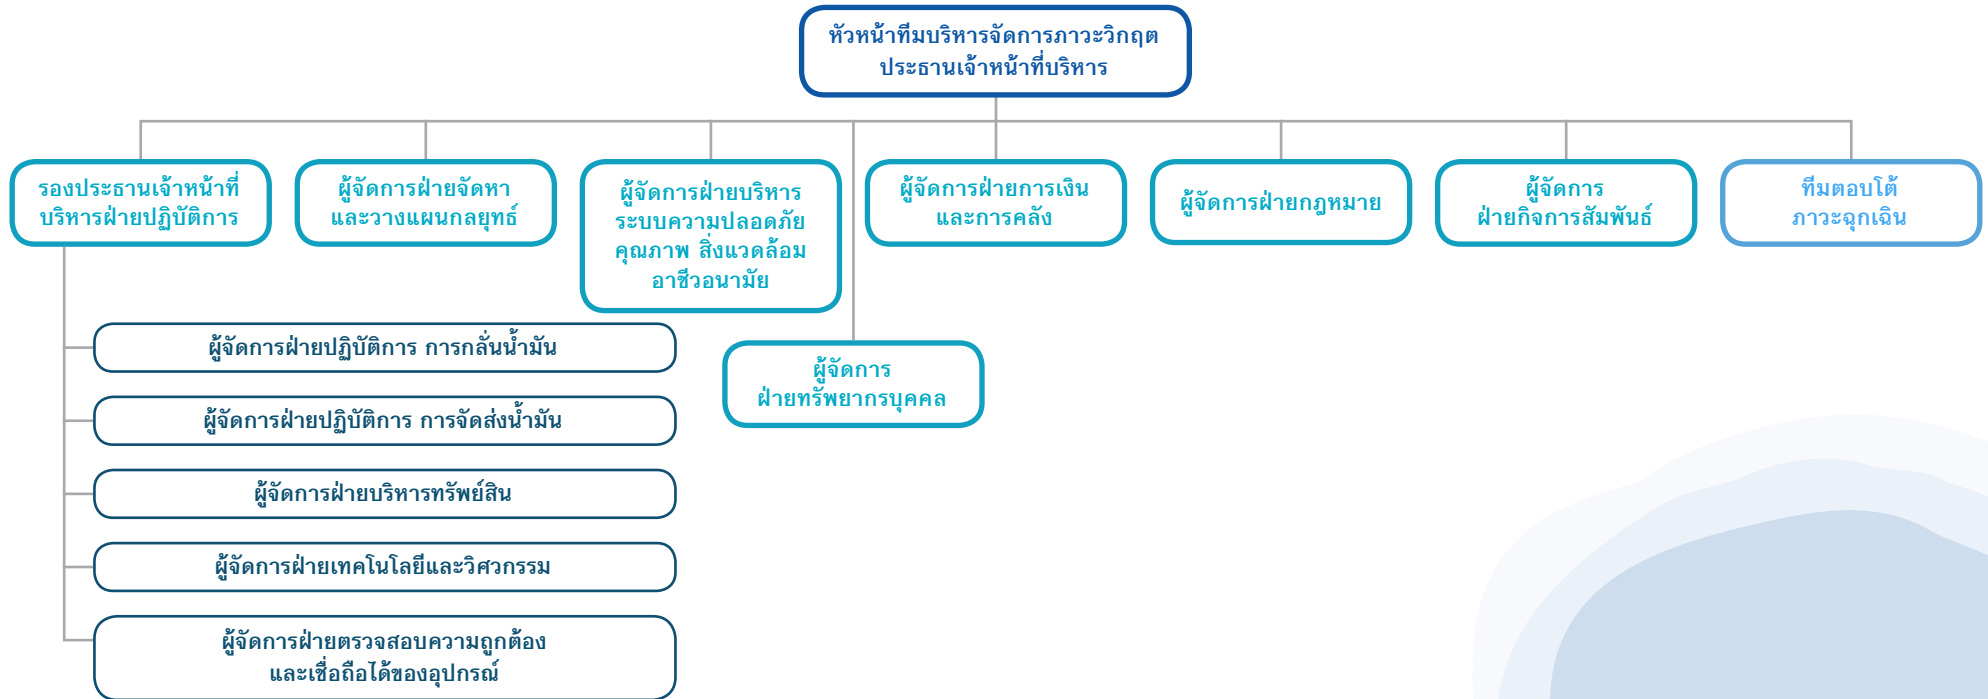 หัวหน้าทีมบริหารจัดการภาวะวิกฤต
ประธานเจ้าหน้าที่บริหาร
รองประธานเจ้าหน้าที่
บริหารฝ่ายปฏิบัติการ
ผู้จัดการฝ่ายจัดหา
และวางแผนกลยุทธ์
ผู้จัดการฝ่ายบริหาร
ระบบความปลอดภัย
คุณภาพ สิ่งแวดล้อม
อาชีวอนามัย
ผู้จัดการฝ่ายการเงิน
และการคลัง
ผู้จัดการฝ่ายกฎหมาย
ผู้จัดการ
ฝ่ายกิจการสัมพันธ์
ทีมตอบโต้
ภาวะฉุกเฉิน
ผู้จัดการฝ่ายปฏิบัติการ การกลั่นน้ำมัน
ผู้จัดการฝ่ายปฏิบัติการ การจัดส่งน้ำมัน
ผู้จัดการฝ่ายบริหารทรัพย์สิน
ผู้จัดการฝ่ายเทคโนโลยีและวิศวกรรม
ผู้จัดการฝ่ายตรวจสอบความถูกต้อง
และเชื่อถือได้ของอุปกรณ์
ผู้จัดการ
ฝ่ายทรัพยากรบุคคล